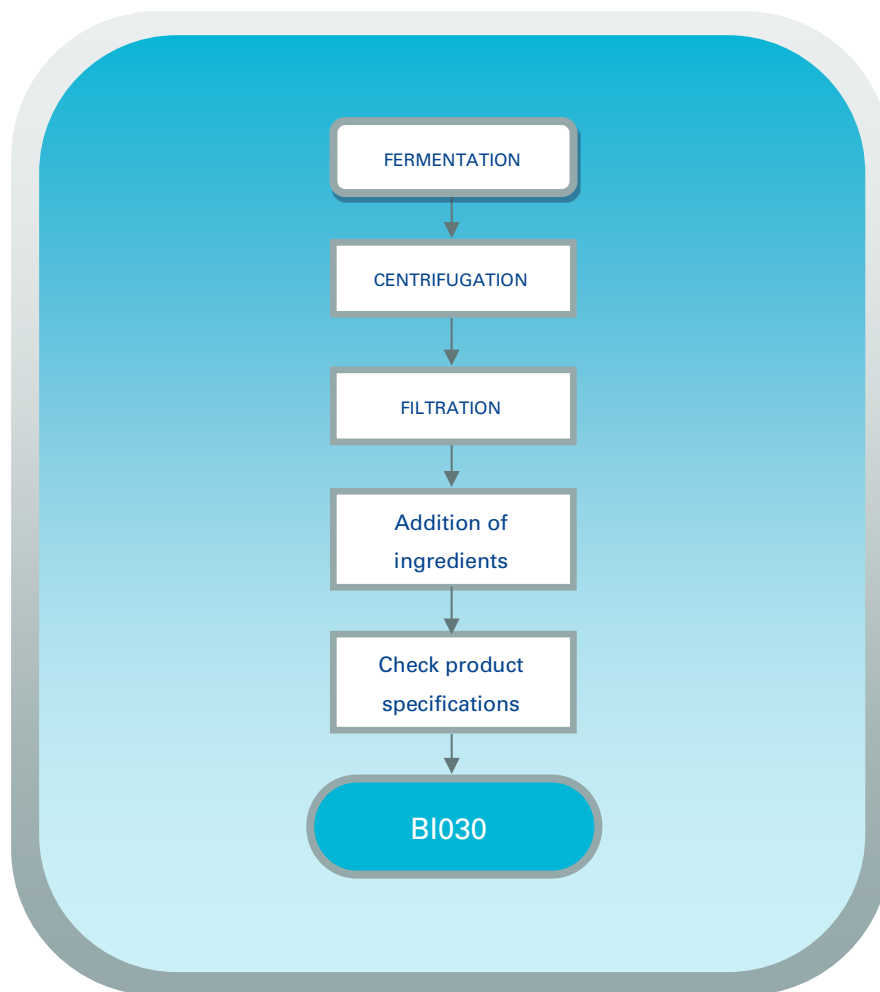 FERMENTATION
CENTRIFUGATION
FILTRATION
Addition of
ingredients
Check product
specifications
BI030